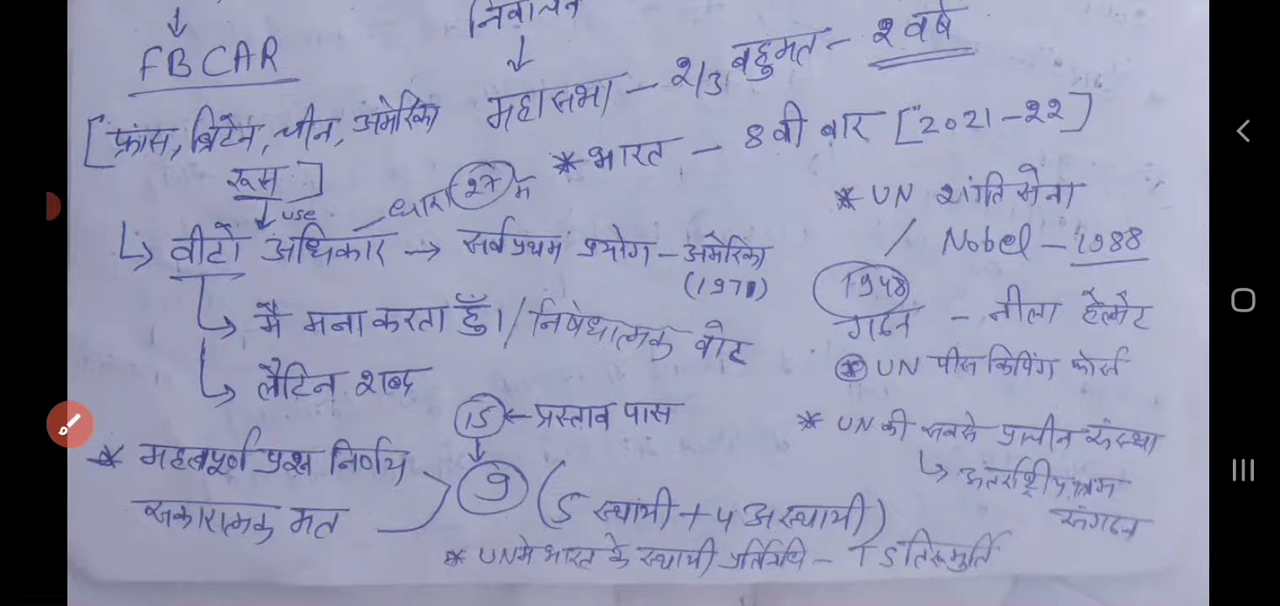 निर्वाचन
FBCAR
महासभा - 2/3 बहुमत - 2 वर्ष
[फ्रांस, ब्रिटेन, चीन, अमेरिका
रूस]
* भारत - 8वी बार [2021-22]
use
धारा 27 में
↳ वीटो अधिकार → सर्वप्रथम प्रयोग - अमेरिका
(1970)
↳ मै मना करता हुँ। / निषेधात्मक वोट
↳ लैटिन शब्द
* UN शांति सेना
/ Nobel - 1988
1948
गठन - नीला हेल्मेट
* UN पीस किपिंग फोर्स
15 ← प्रस्ताव पास
* UN की सबसे प्राचीन संस्था
↳ अंतर्राष्ट्रीय श्रम
संगठन
* महत्वपूर्ण प्रश्न निर्णय
सकारात्मक मत
9 (5 स्थायी + 4 अस्थायी)
* UN मे भारत के स्थायी प्रतिनिधि - T S तिरूमुर्ति